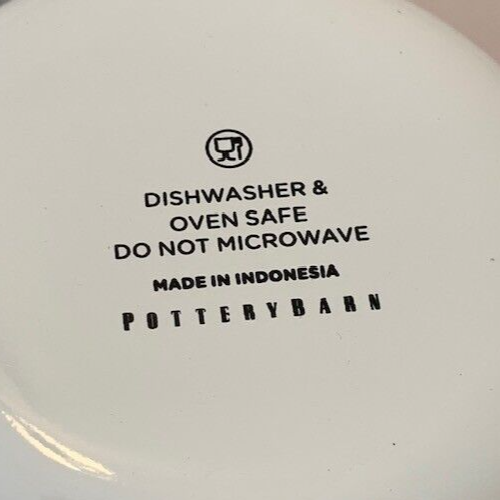 DISHWASHER &
OVEN SAFE
DO NOT MICROWAVE
MADE IN INDONESIA
POTTERYBARN